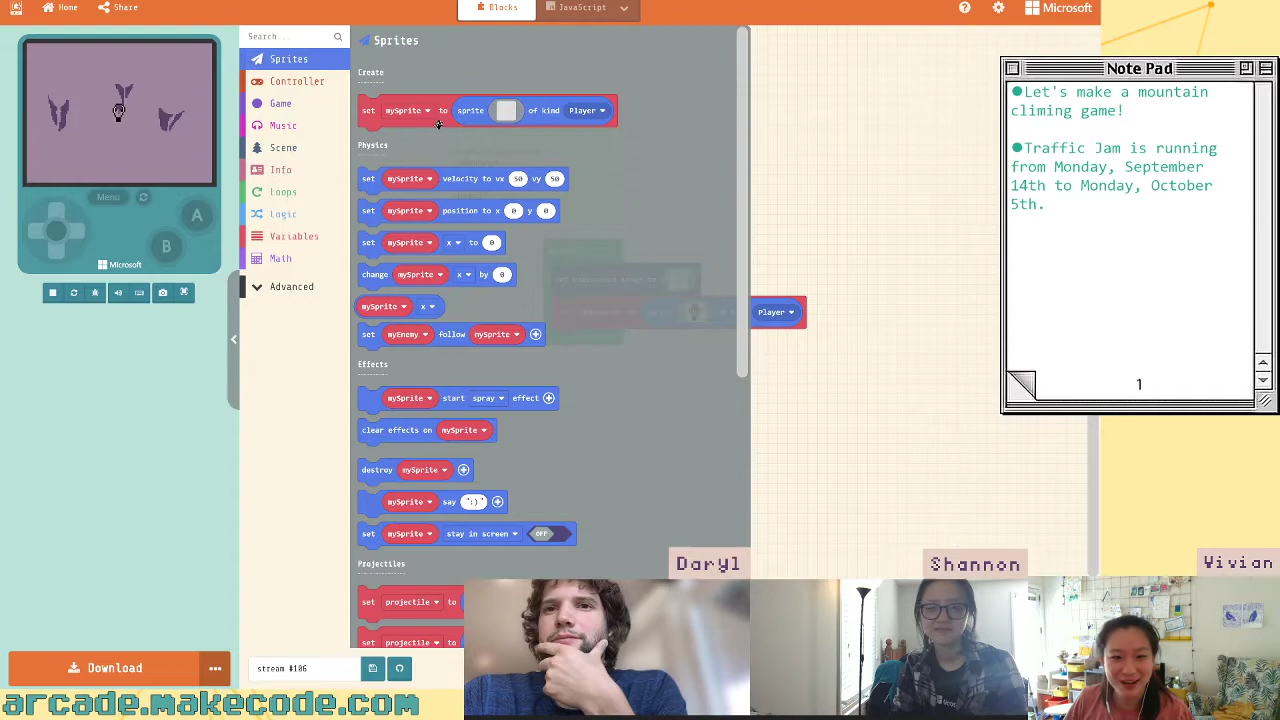 Home
Share
Blocks
JavaScript
Microsoft
Search...
Sprites
Controller
Game
Music
Scene
Info
Loops
Logic
Variables
Math
Advanced
Menu
A
B
Microsoft
Sprites
Create
set mySprite to sprite of kind Player
Physics
set mySprite velocity to vx 50 vy 50
set mySprite position to x 0 y 0
set mySprite x to 0
change mySprite x by 0
mySprite x
set myEnemy follow mySprite
Player
Effects
mySprite start spray effect
clear effects on mySprite
destroy mySprite
mySprite say ":)"
set mySprite stay in screen OFF
Projectiles
set projectile to
set projectile to
Note Pad
●Let's make a mountain
climing game!
●Traffic Jam is running
from Monday, September
14th to Monday, October
5th.
1
Daryl
Shannon
Vivian
Download
stream #106
arcade.makecode.com